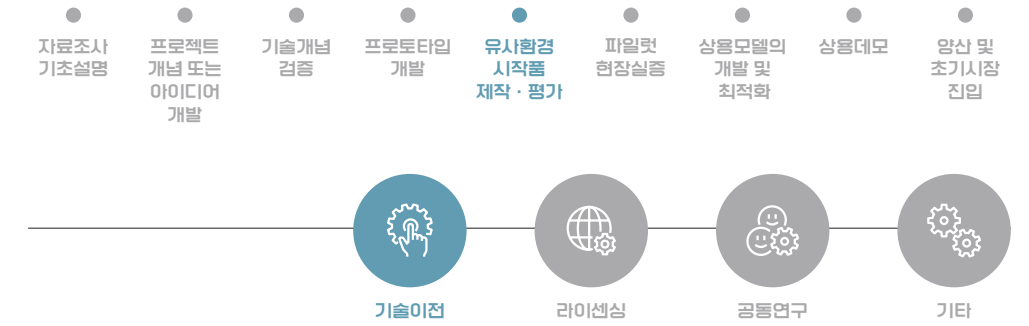 자료조사
기초설명
프로젝트
개념 또는
아이디어
개발
기술개념
검증
프로토타입
개발
유사환경
시작품
제작 · 평가
파일럿
현장실증
상용모델의
개발 및
최적화
상용데모
양산 및
초기시장
진입
기술이전
라이센싱
공동연구
기타